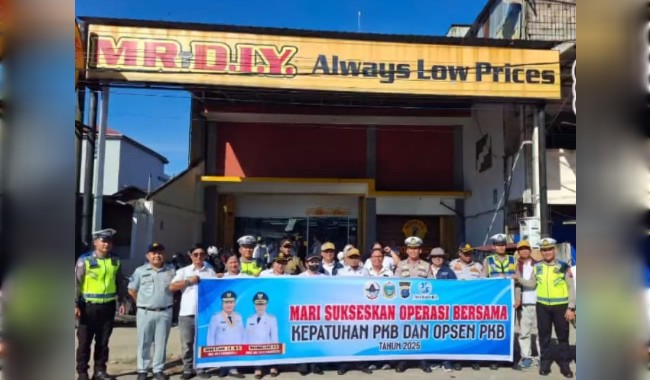 MR.D.I.Y. Always Low Prices
MARI SUKSESKAN OPERASI BERSAMA
KEPATUHAN PKB DAN OPSEN PKB
TAHUN 2025